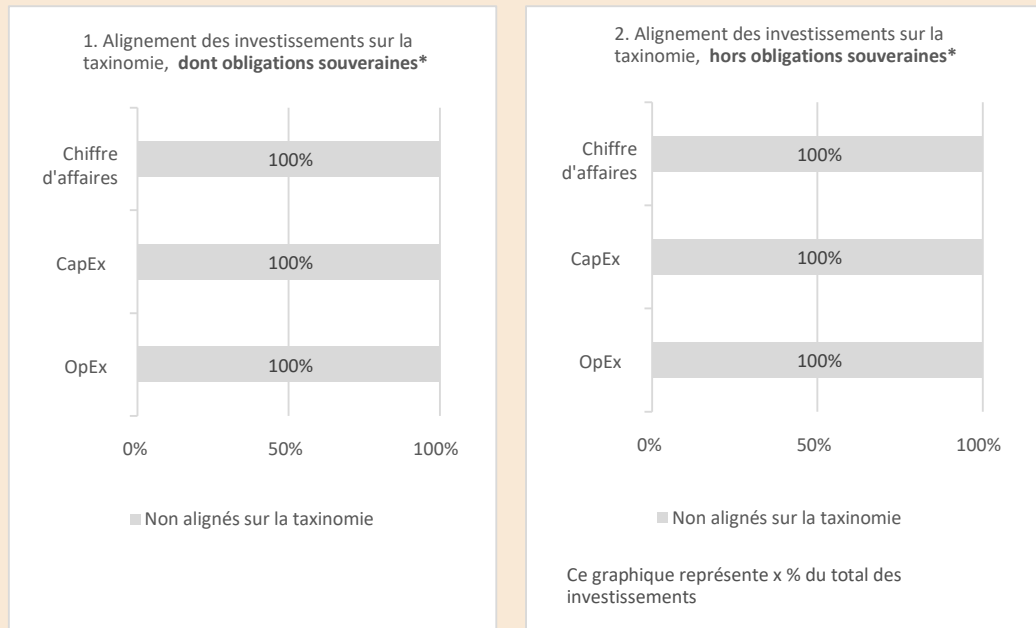 1. Alignement des investissements sur la
taxinomie, dont obligations souveraines*
Chiffre
d'affaires
100%
CapEx
100%
OpEx
100%
0%
50%
100%
Non alignés sur la taxinomie
2. Alignement des investissements sur la
taxinomie, hors obligations souveraines*
Chiffre
d'affaires
100%
CapEx
100%
OpEx
100%
0%
50%
100%
Non alignés sur la taxinomie
Ce graphique représente x % du total des
investissements